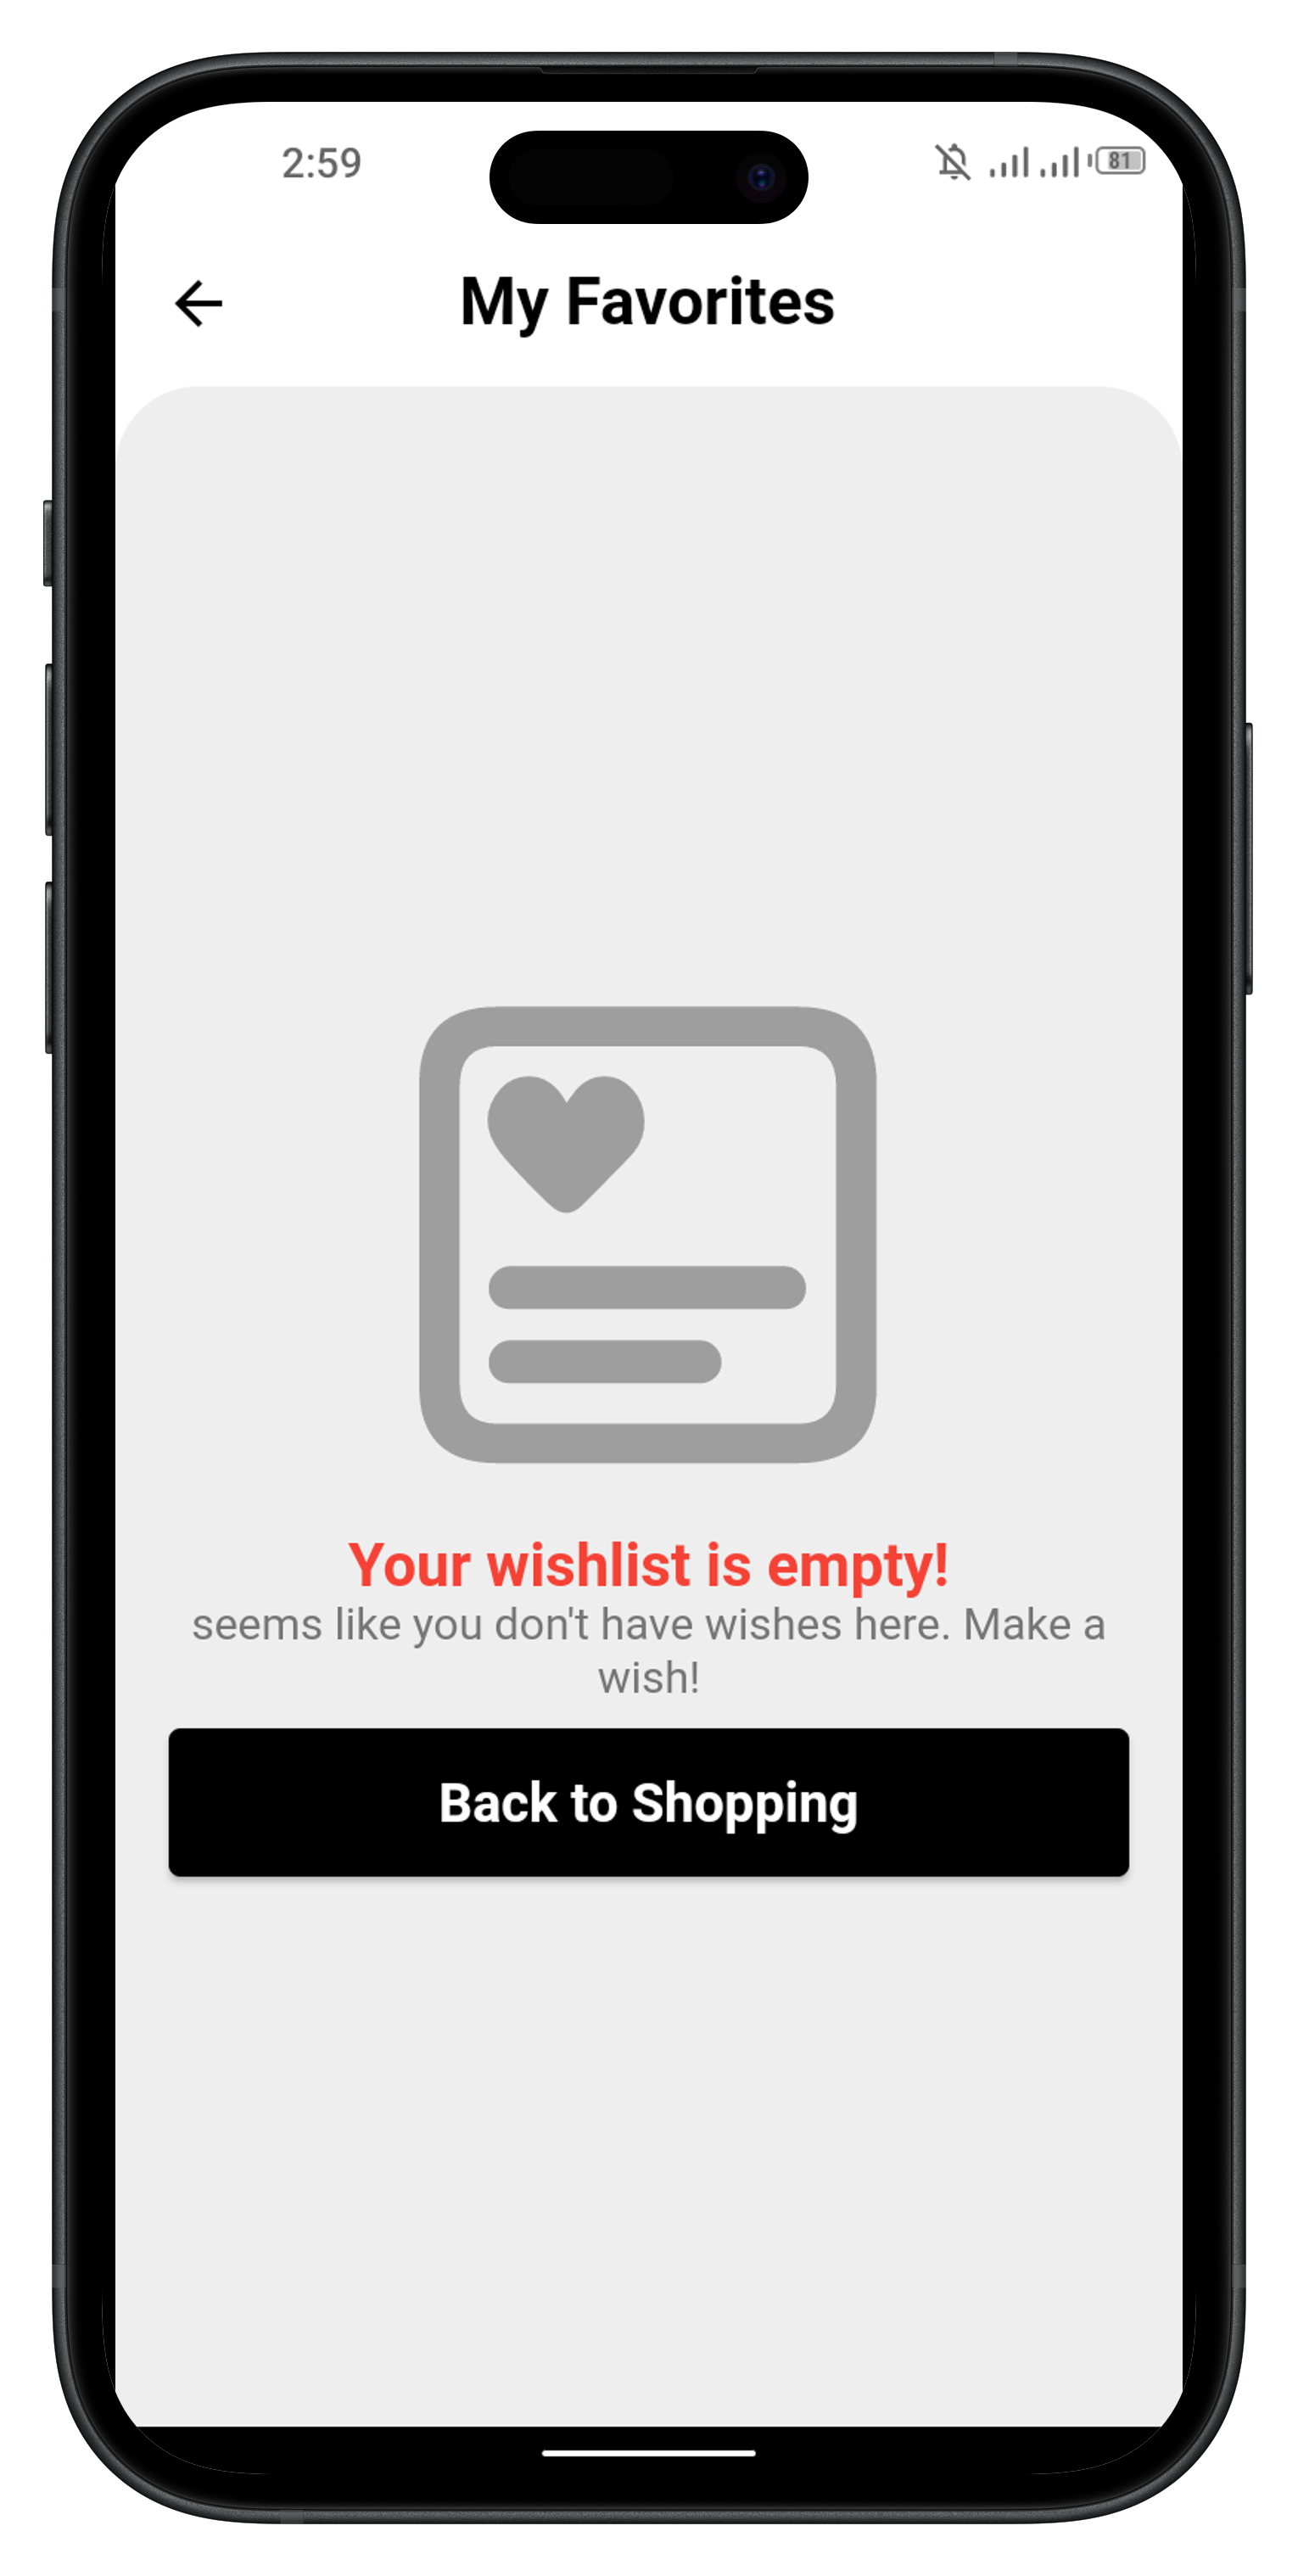 2:59
81
My Favorites
Your wishlist is empty!
seems like you don't have wishes here. Make a
wish!
Back to Shopping